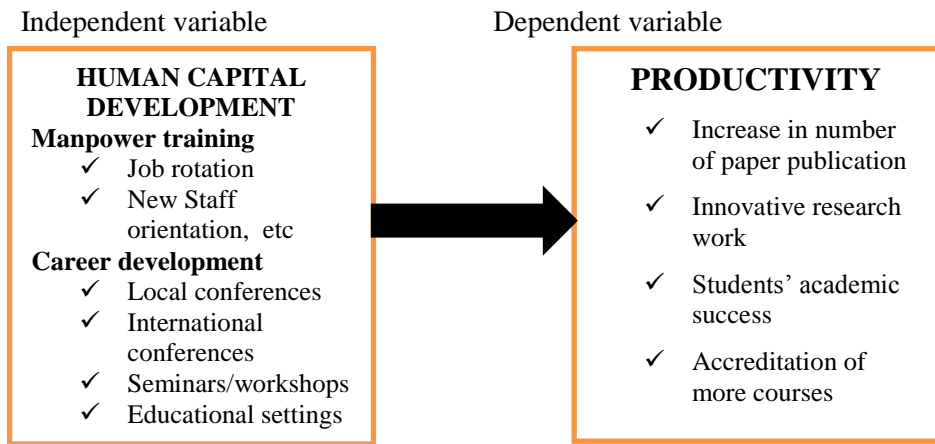 Independent variable
Dependent variable
HUMAN CAPITAL
DEVELOPMENT
Manpower training
✓ Job rotation
✓ New Staff
orientation, etc
Career development
✓ Local conferences
✓ International
conferences
✓ Seminars/workshops
✓ Educational settings
PRODUCTIVITY
✓ Increase in number
of paper publication
✓ Innovative research
work
✓ Students’ academic
success
✓ Accreditation of
more courses